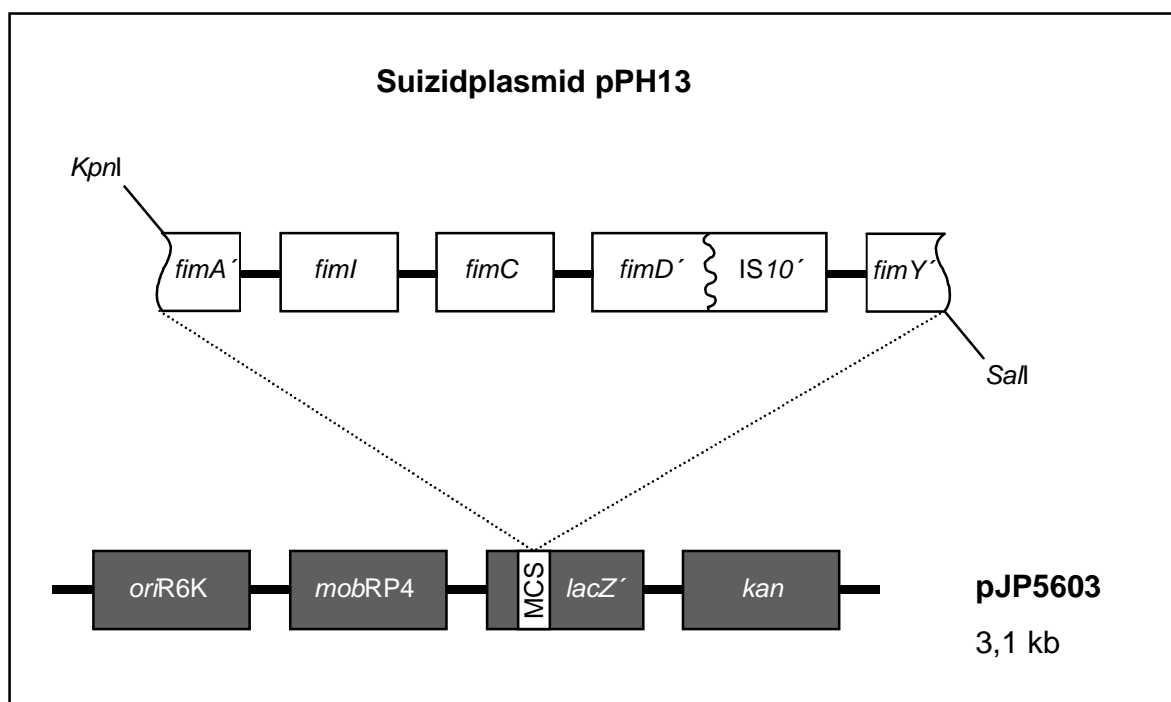 Suizidplasmid pPH13
KpnI
fimA´ fimI fimC fimD´ IS10´ fimY´
SalI
oriR6K mobRP4 MCS lacZ´ kan pJP5603
3,1 kb